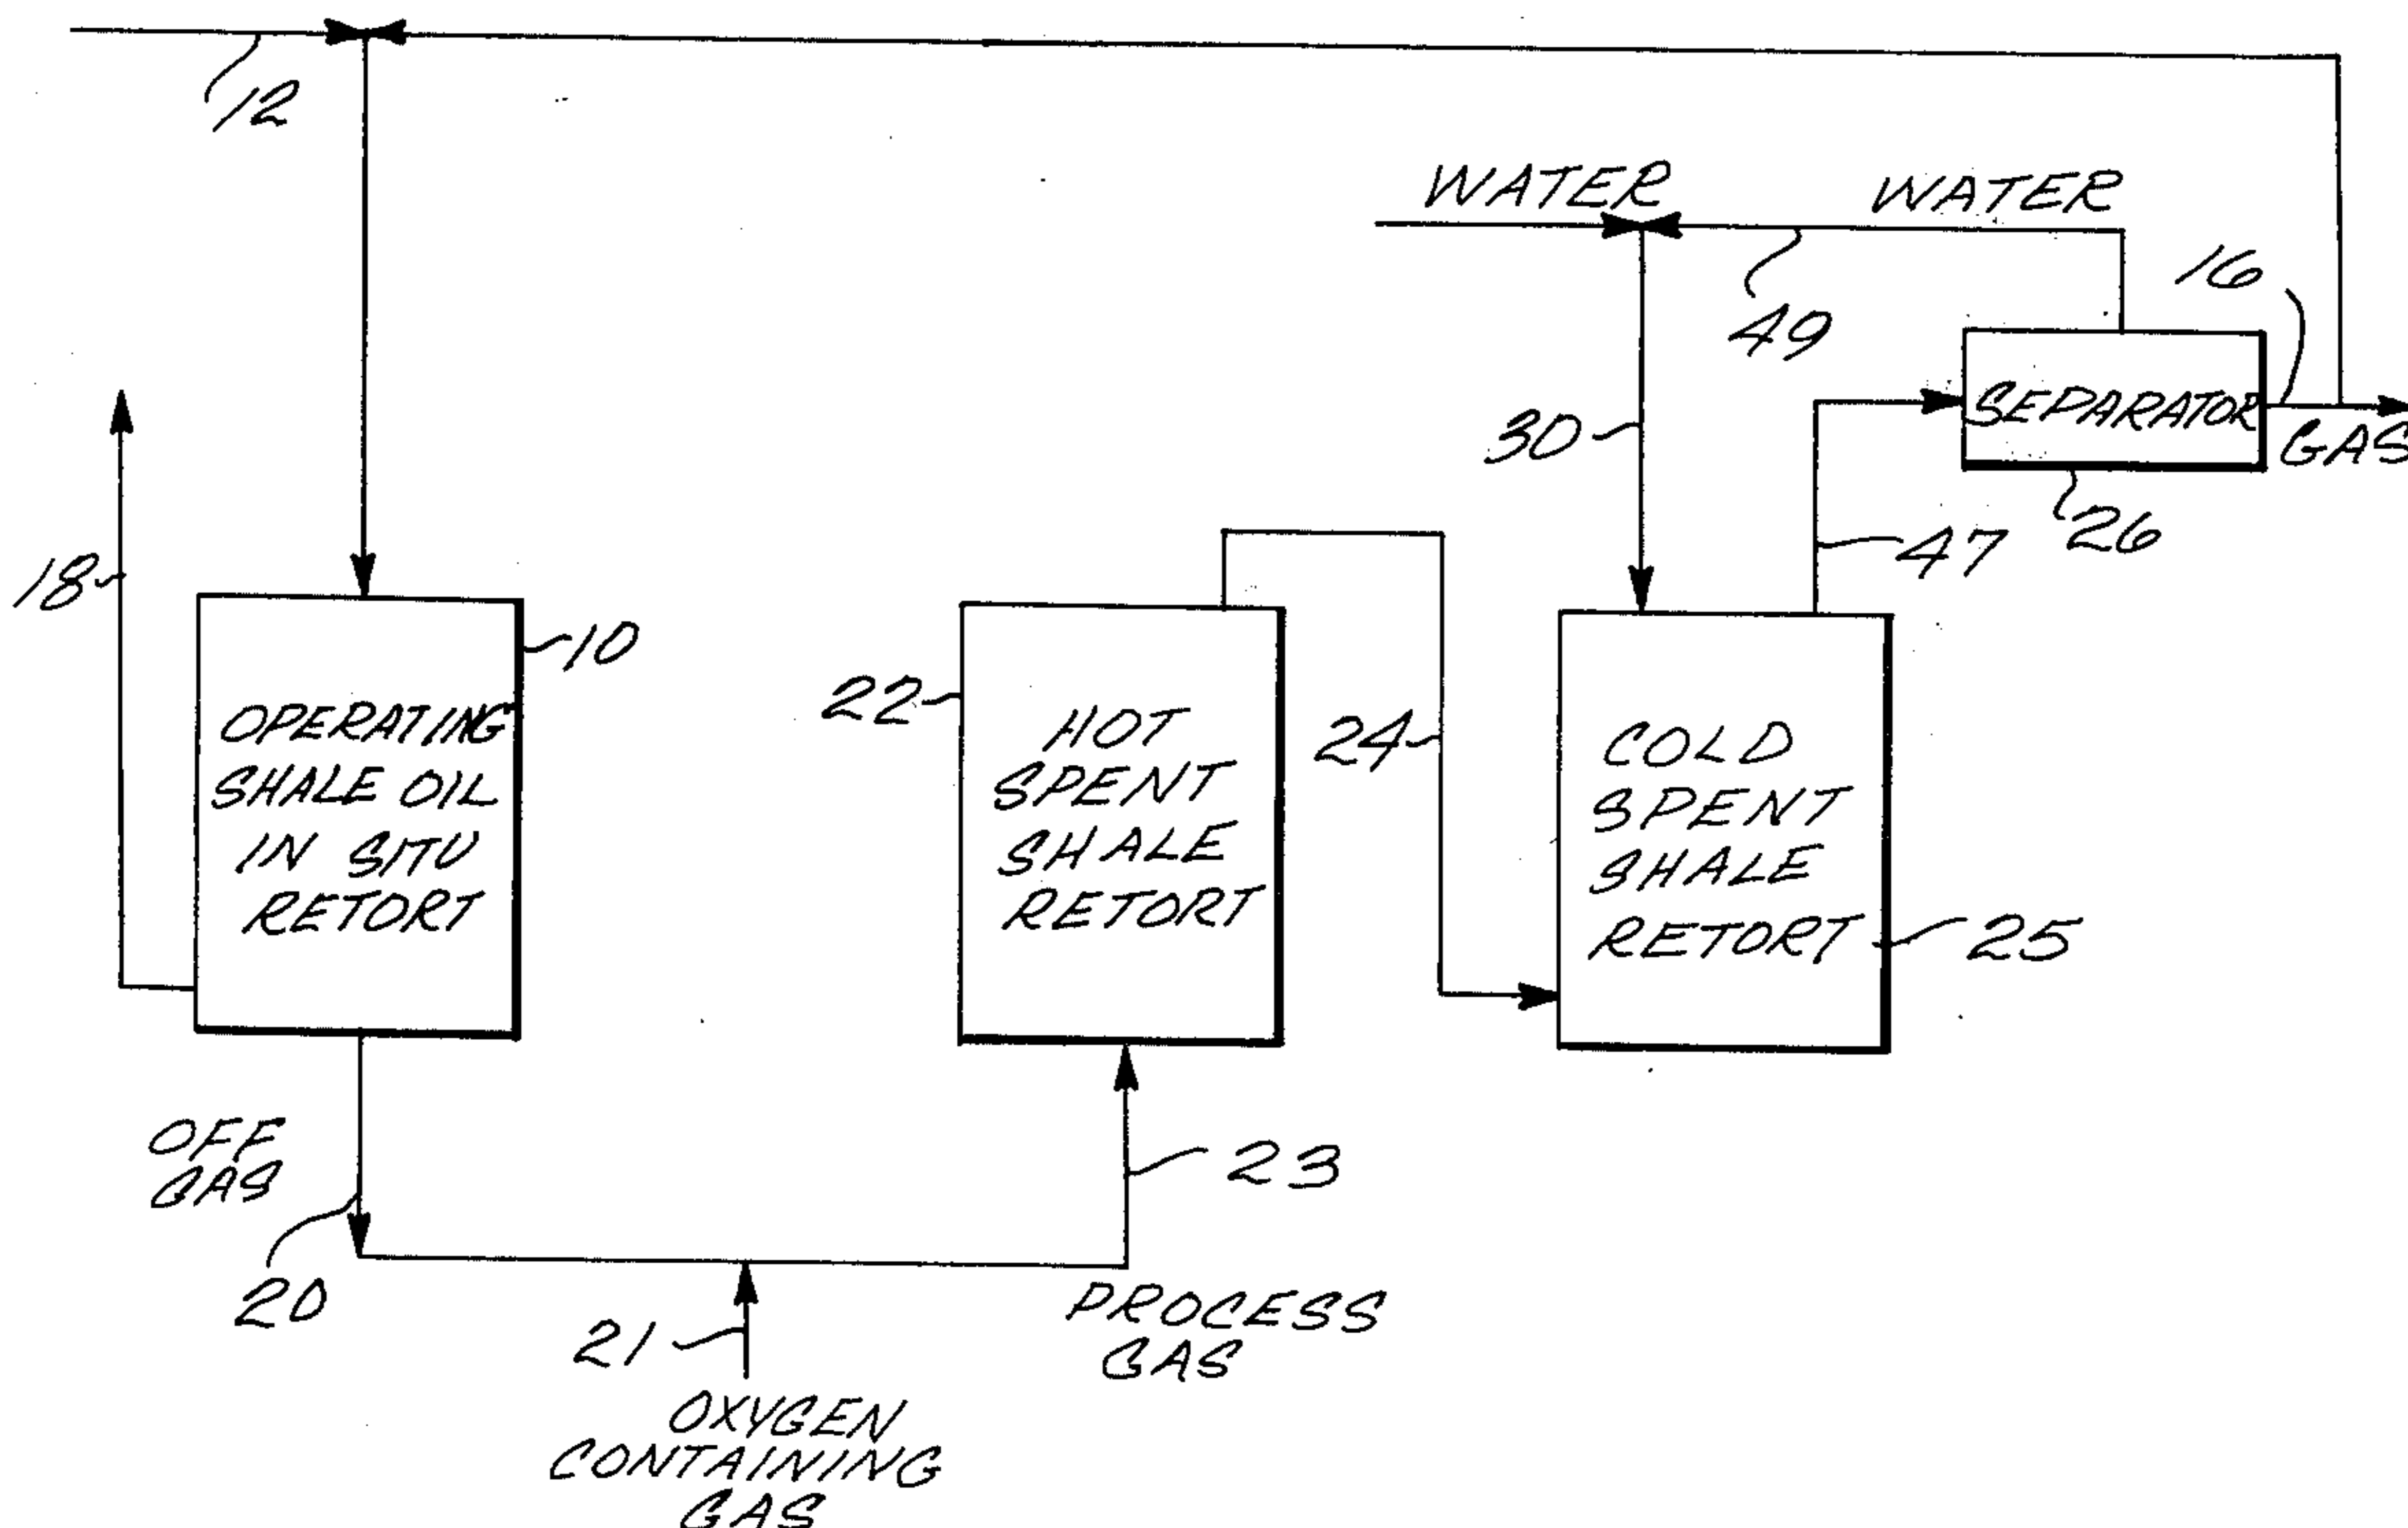 12
WATER
WATER
16
49
30
SEPARATOR
GAS
18
47
26
10
OPERATING
SHALE OIL
IN SITU
RETORT
22
HOT
SPENT
SHALE
RETORT
24
COLD
SPENT
SHALE
RETORT
25
OFF
GAS
20
23
21
PROCESS
GAS
OXYGEN
CONTAINING
GAS